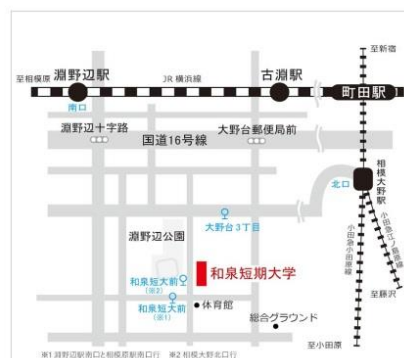 至新宿
淵野辺駅
古淵駅
町田駅
至相模原
JR横浜線
南口
淵野辺十字路
国道16号線
大野台郵便局前
北口
相模大野駅
大野台3丁目
小田急江ノ島線
小田急小田原線
淵野辺公園
和泉短期大学
和泉短大前
(※2)
和泉短大前
(※1)
体育館
至藤沢
総合グラウンド
至小田原
※1 淵野辺駅南口と相模原駅南口行
※2 相模大野北口行